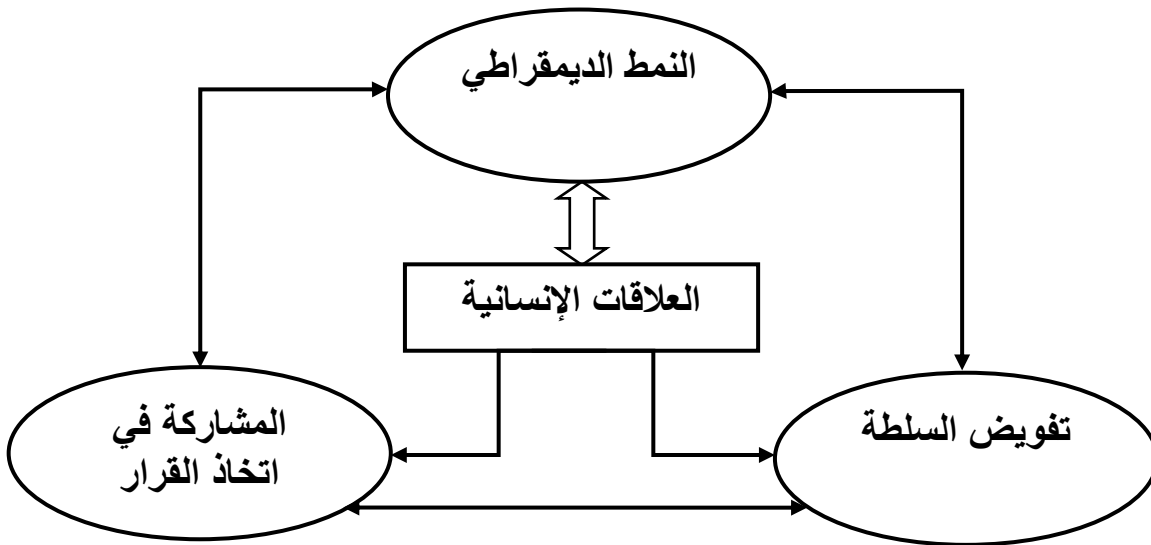 النمط الديمقراطي
العلاقات الإنسانية
المشاركة في
اتخاذ القرار
تفويض السلطة